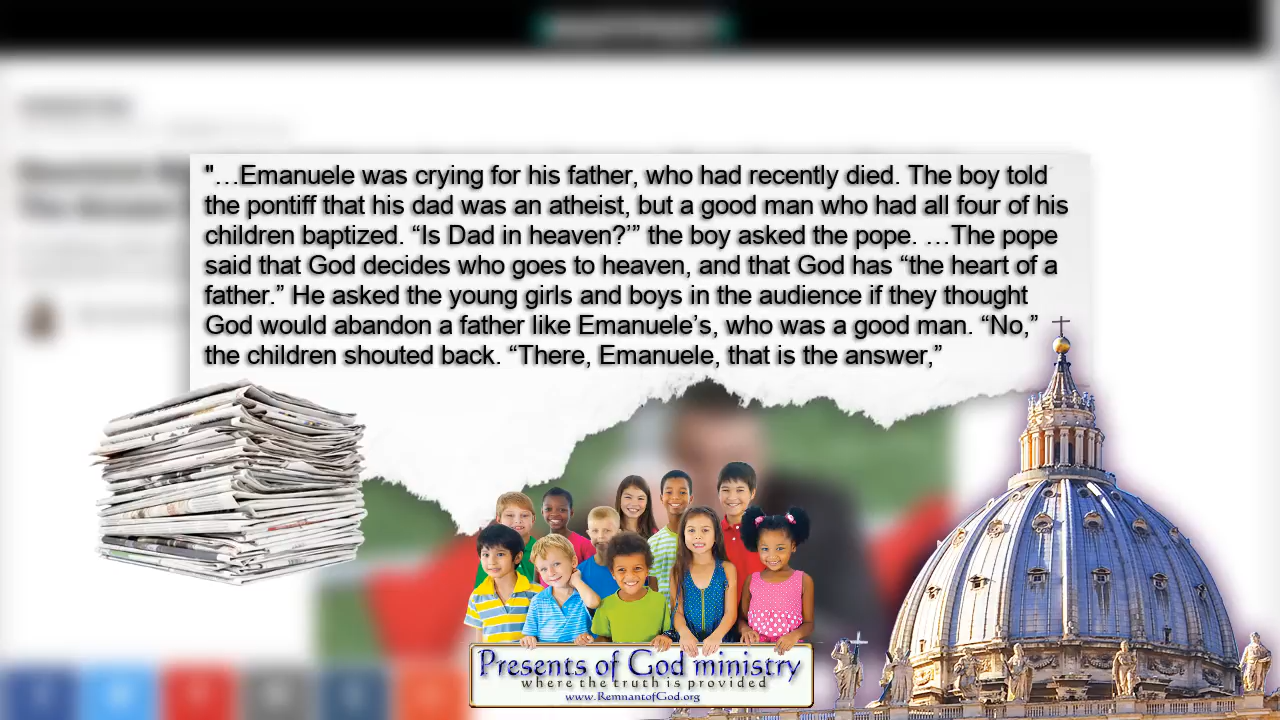 "…Emanuele was crying for his father, who had recently died. The boy told
the pontiff that his dad was an atheist, but a good man who had all four of his
children baptized. “Is Dad in heaven?’” the boy asked the pope. …The pope
said that God decides who goes to heaven, and that God has “the heart of a
father.” He asked the young girls and boys in the audience if they thought
God would abandon a father like Emanuele’s, who was a good man. “No,”
the children shouted back. “There, Emanuele, that is the answer,”
Presents of God ministry
where the truth is provided
www.RemnantofGod.org